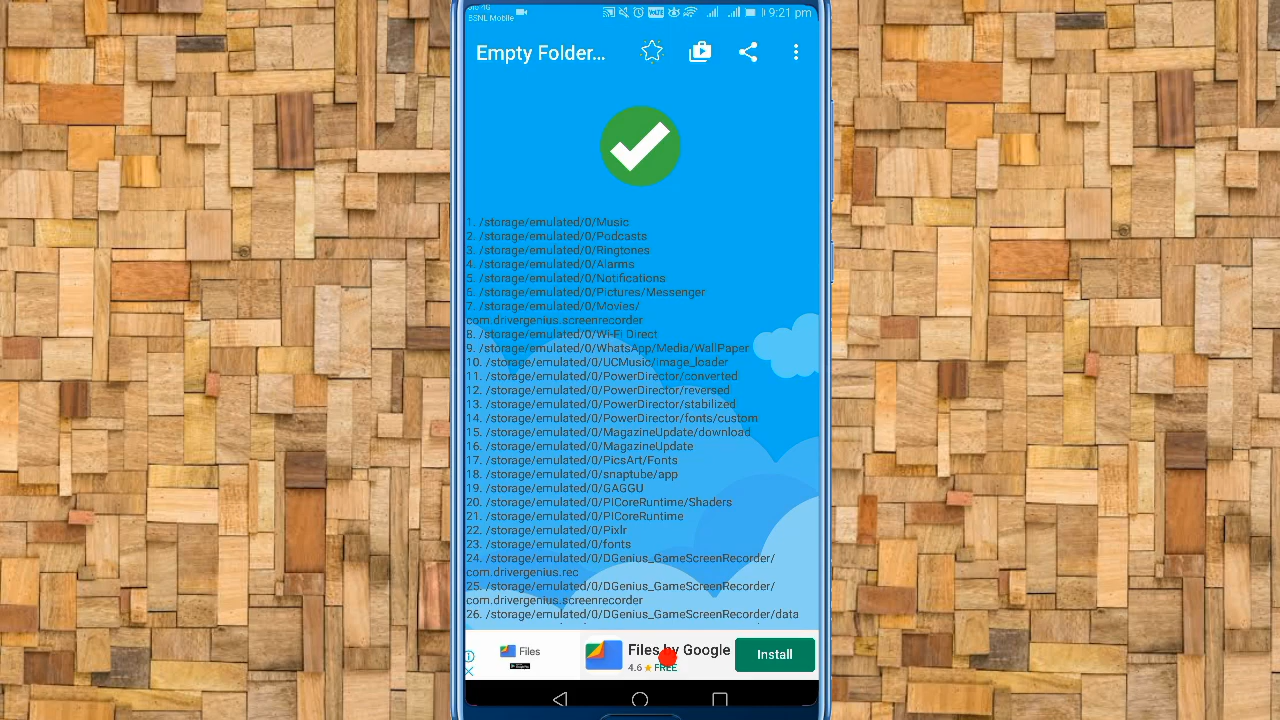 BSNL Mobile
9:21 pm
Empty Folder...
1. /storage/emulated/0/Music
2. /storage/emulated/0/Podcasts
3. /storage/emulated/0/Ringtones
4. /storage/emulated/0/Alarms
5. /storage/emulated/0/Notifications
6. /storage/emulated/0/Pictures/Messenger
7. /storage/emulated/0/Movies/
com.drivergenius.screenrecorder
8. /storage/emulated/0/Wi-Fi Direct
9. /storage/emulated/0/WhatsApp/Media/WallPaper
10. /storage/emulated/0/UCMusic/image_loader
11. /storage/emulated/0/PowerDirector/converted
12. /storage/emulated/0/PowerDirector/reversed
13. /storage/emulated/0/PowerDirector/stabilized
14. /storage/emulated/0/PowerDirector/fonts/custom
15. /storage/emulated/0/MagazineUpdate/download
16. /storage/emulated/0/MagazineUpdate
17. /storage/emulated/0/PicsArt/Fonts
18. /storage/emulated/0/snaptube/app
19. /storage/emulated/0/GAGGU
20. /storage/emulated/0/PICoreRuntime/Shaders
21. /storage/emulated/0/PICoreRuntime
22. /storage/emulated/0/Pixlr
23. /storage/emulated/0/fonts
24. /storage/emulated/0/DGenius_GameScreenRecorder/
com.drivergenius.rec
25. /storage/emulated/0/DGenius_GameScreenRecorder/
com.drivergenius.screenrecorder
26. /storage/emulated/0/DGenius_GameScreenRecorder/data
Files
Files by Google
4.6 ★ FREE
Install